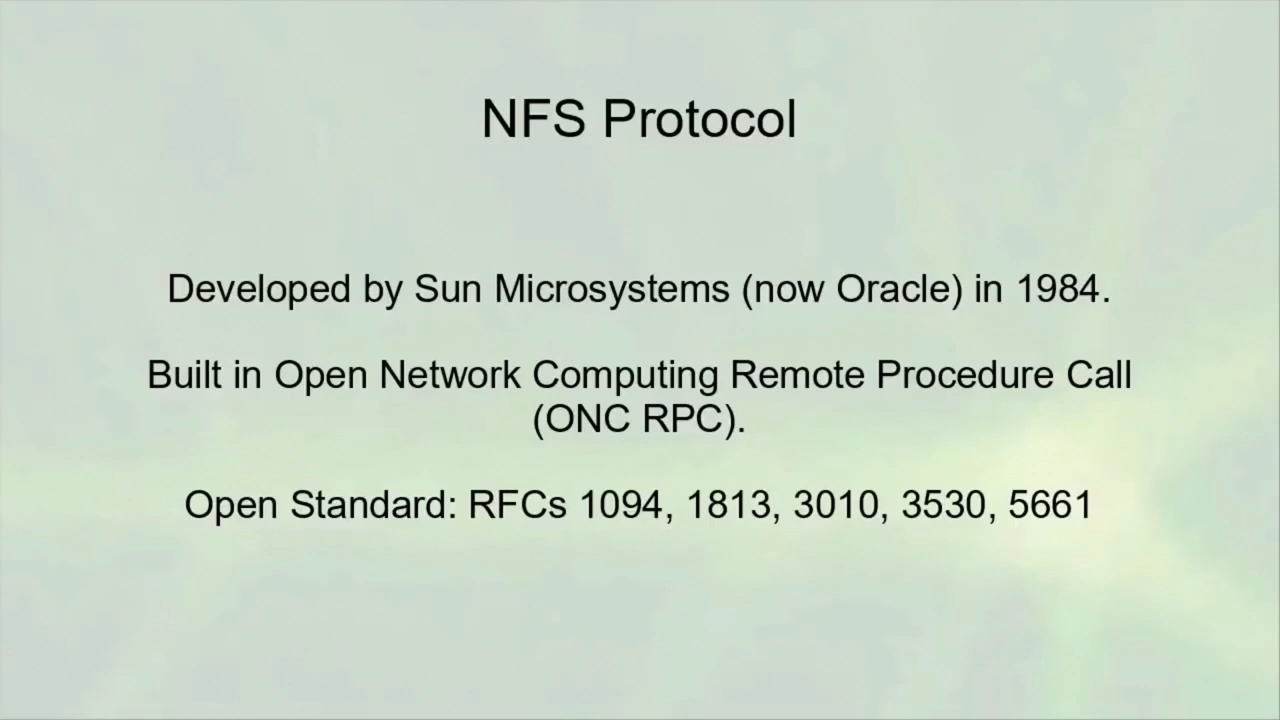 NFS Protocol
Developed by Sun Microsystems (now Oracle) in 1984.
Built in Open Network Computing Remote Procedure Call
(ONC RPC).
Open Standard: RFCs 1094, 1813, 3010, 3530, 5661